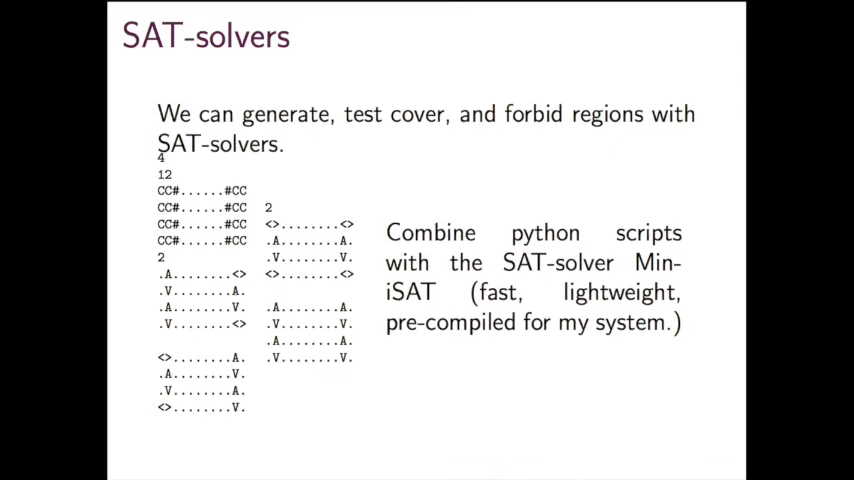 SAT-solvers
We can generate, test cover, and forbid regions with
SAT-solvers.
4
12
CC#......#CC
CC#......#CC
CC#......#CC
CC#......#CC
2
.A........<>
.V........A.
.A........V.
.V........<>
<>........A.
.A........V.
.V........A.
<>........V.
2
<>........<>
.A........A.
.V........V.
<>........<>
.A........A.
.V........V.
.A........A.
.V........V.
Combine python scripts
with the SAT-solver Min-
iSAT (fast, lightweight,
pre-compiled for my system.)